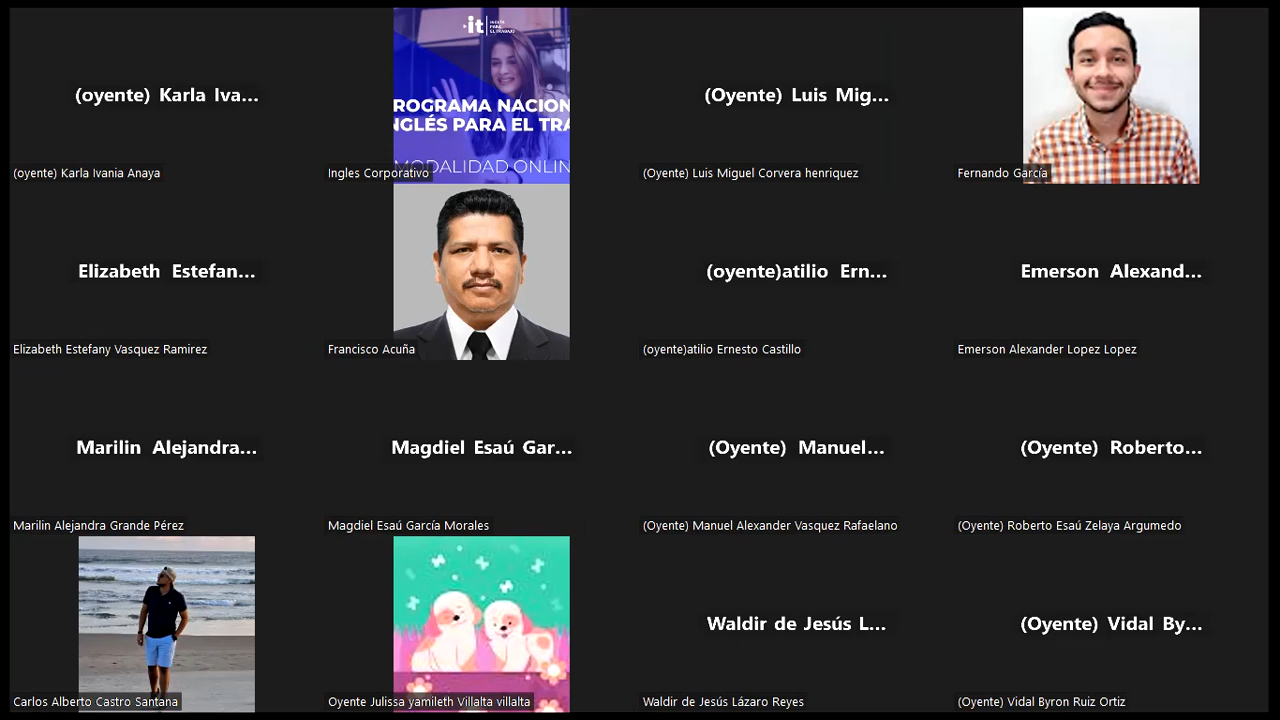 (oyente) Karla Iva...
(oyente) Karla Ivania Anaya
it
INGLÉS
PARA
EL TRABAJO
ROGRAMA NACION
NGLÉS PARA EL TRA
MODALIDAD ONLIN
Ingles Corporativo
(Oyente) Luis Mig...
(Oyente) Luis Miguel Corvera henriquez
Fernando García
Elizabeth Estefan...
Elizabeth Estefany Vasquez Ramirez
Francisco Acuña
(oyente)atilio Ern...
(oyente)atilio Ernesto Castillo
Emerson Alexand...
Emerson Alexander Lopez Lopez
Marilin Alejandra...
Marilin Alejandra Grande Pérez
Magdiel Esaú Gar...
Magdiel Esaú García Morales
(Oyente) Manuel...
(Oyente) Manuel Alexander Vasquez Rafaelano
(Oyente) Roberto...
(Oyente) Roberto Esaú Zelaya Argumedo
Carlos Alberto Castro Santana
Oyente Julissa yamileth Villalta villalta
Waldir de Jesús L...
Waldir de Jesús Lázaro Reyes
(Oyente) Vidal By...
(Oyente) Vidal Byron Ruiz Ortiz